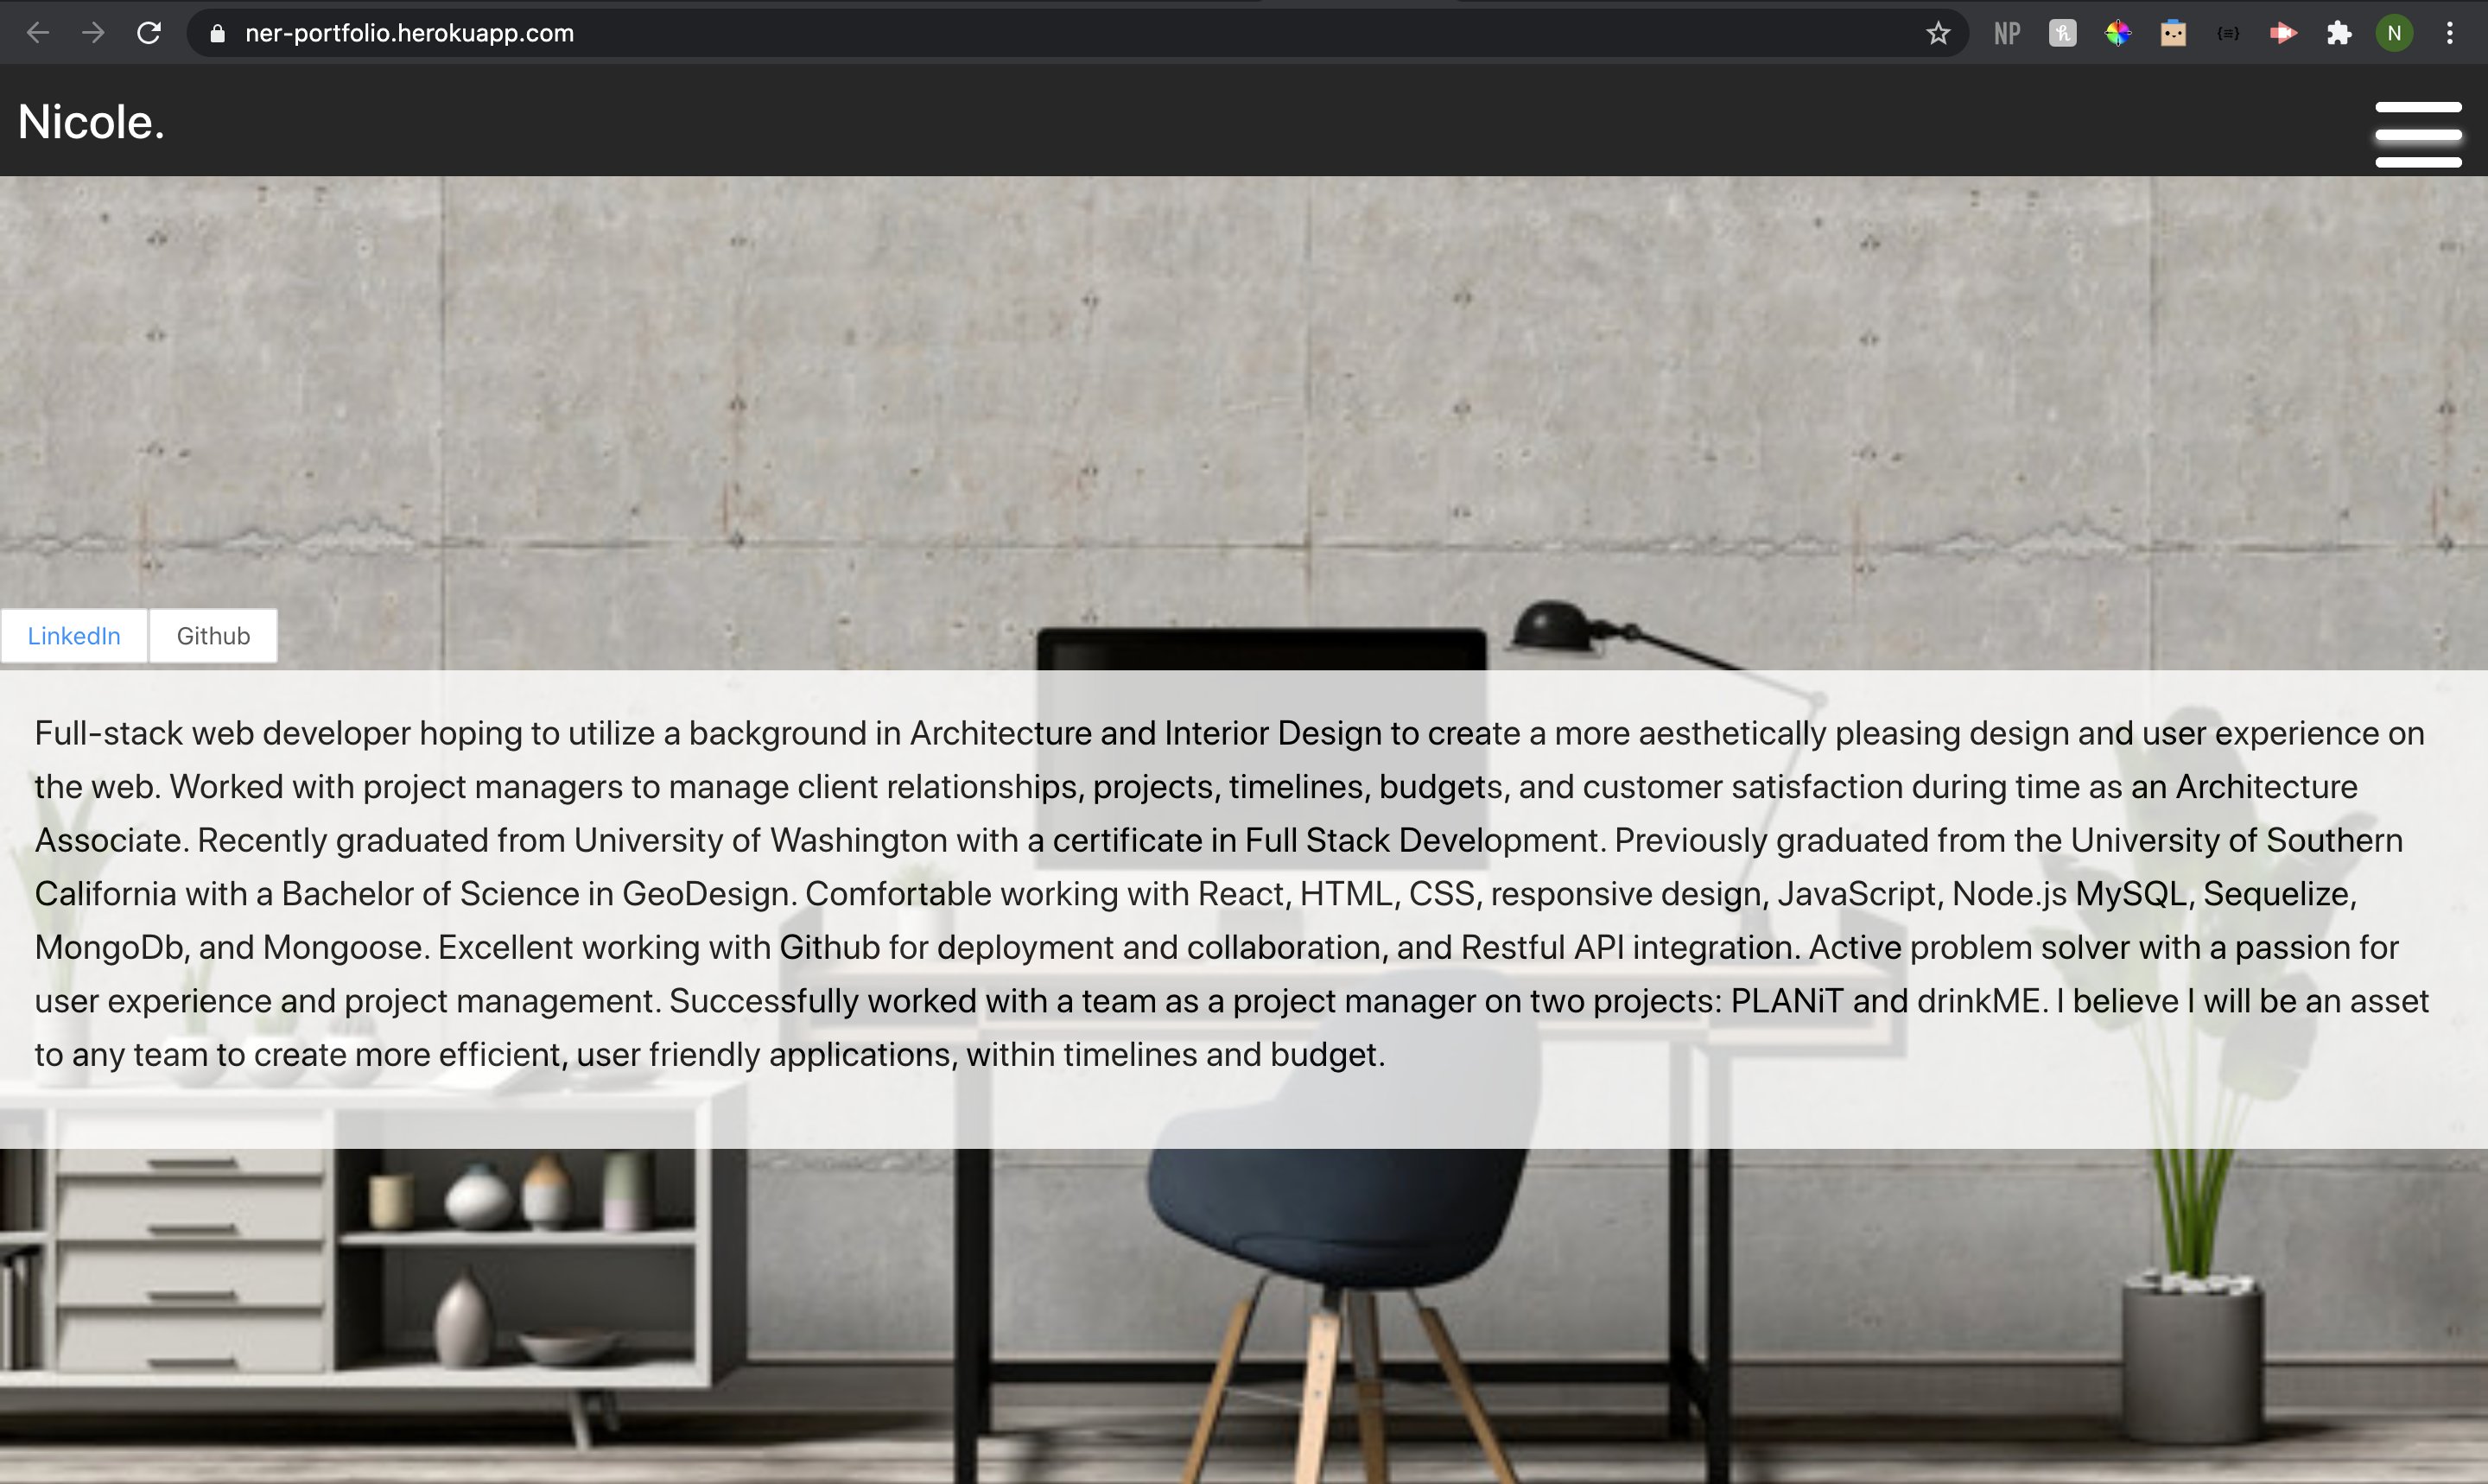 ner-portfolio.herokuapp.com
NP
N
Nicole.
LinkedIn Github
Full-stack web developer hoping to utilize a background in Architecture and Interior Design to create a more aesthetically pleasing design and user experience on
the web. Worked with project managers to manage client relationships, projects, timelines, budgets, and customer satisfaction during time as an Architecture
Associate. Recently graduated from University of Washington with a certificate in Full Stack Development. Previously graduated from the University of Southern
California with a Bachelor of Science in GeoDesign. Comfortable working with React, HTML, CSS, responsive design, JavaScript, Node.js MySQL, Sequelize,
MongoDb, and Mongoose. Excellent working with Github for deployment and collaboration, and Restful API integration. Active problem solver with a passion for
user experience and project management. Successfully worked with a team as a project manager on two projects: PLANiT and drinkME. I believe I will be an asset
to any team to create more efficient, user friendly applications, within timelines and budget.